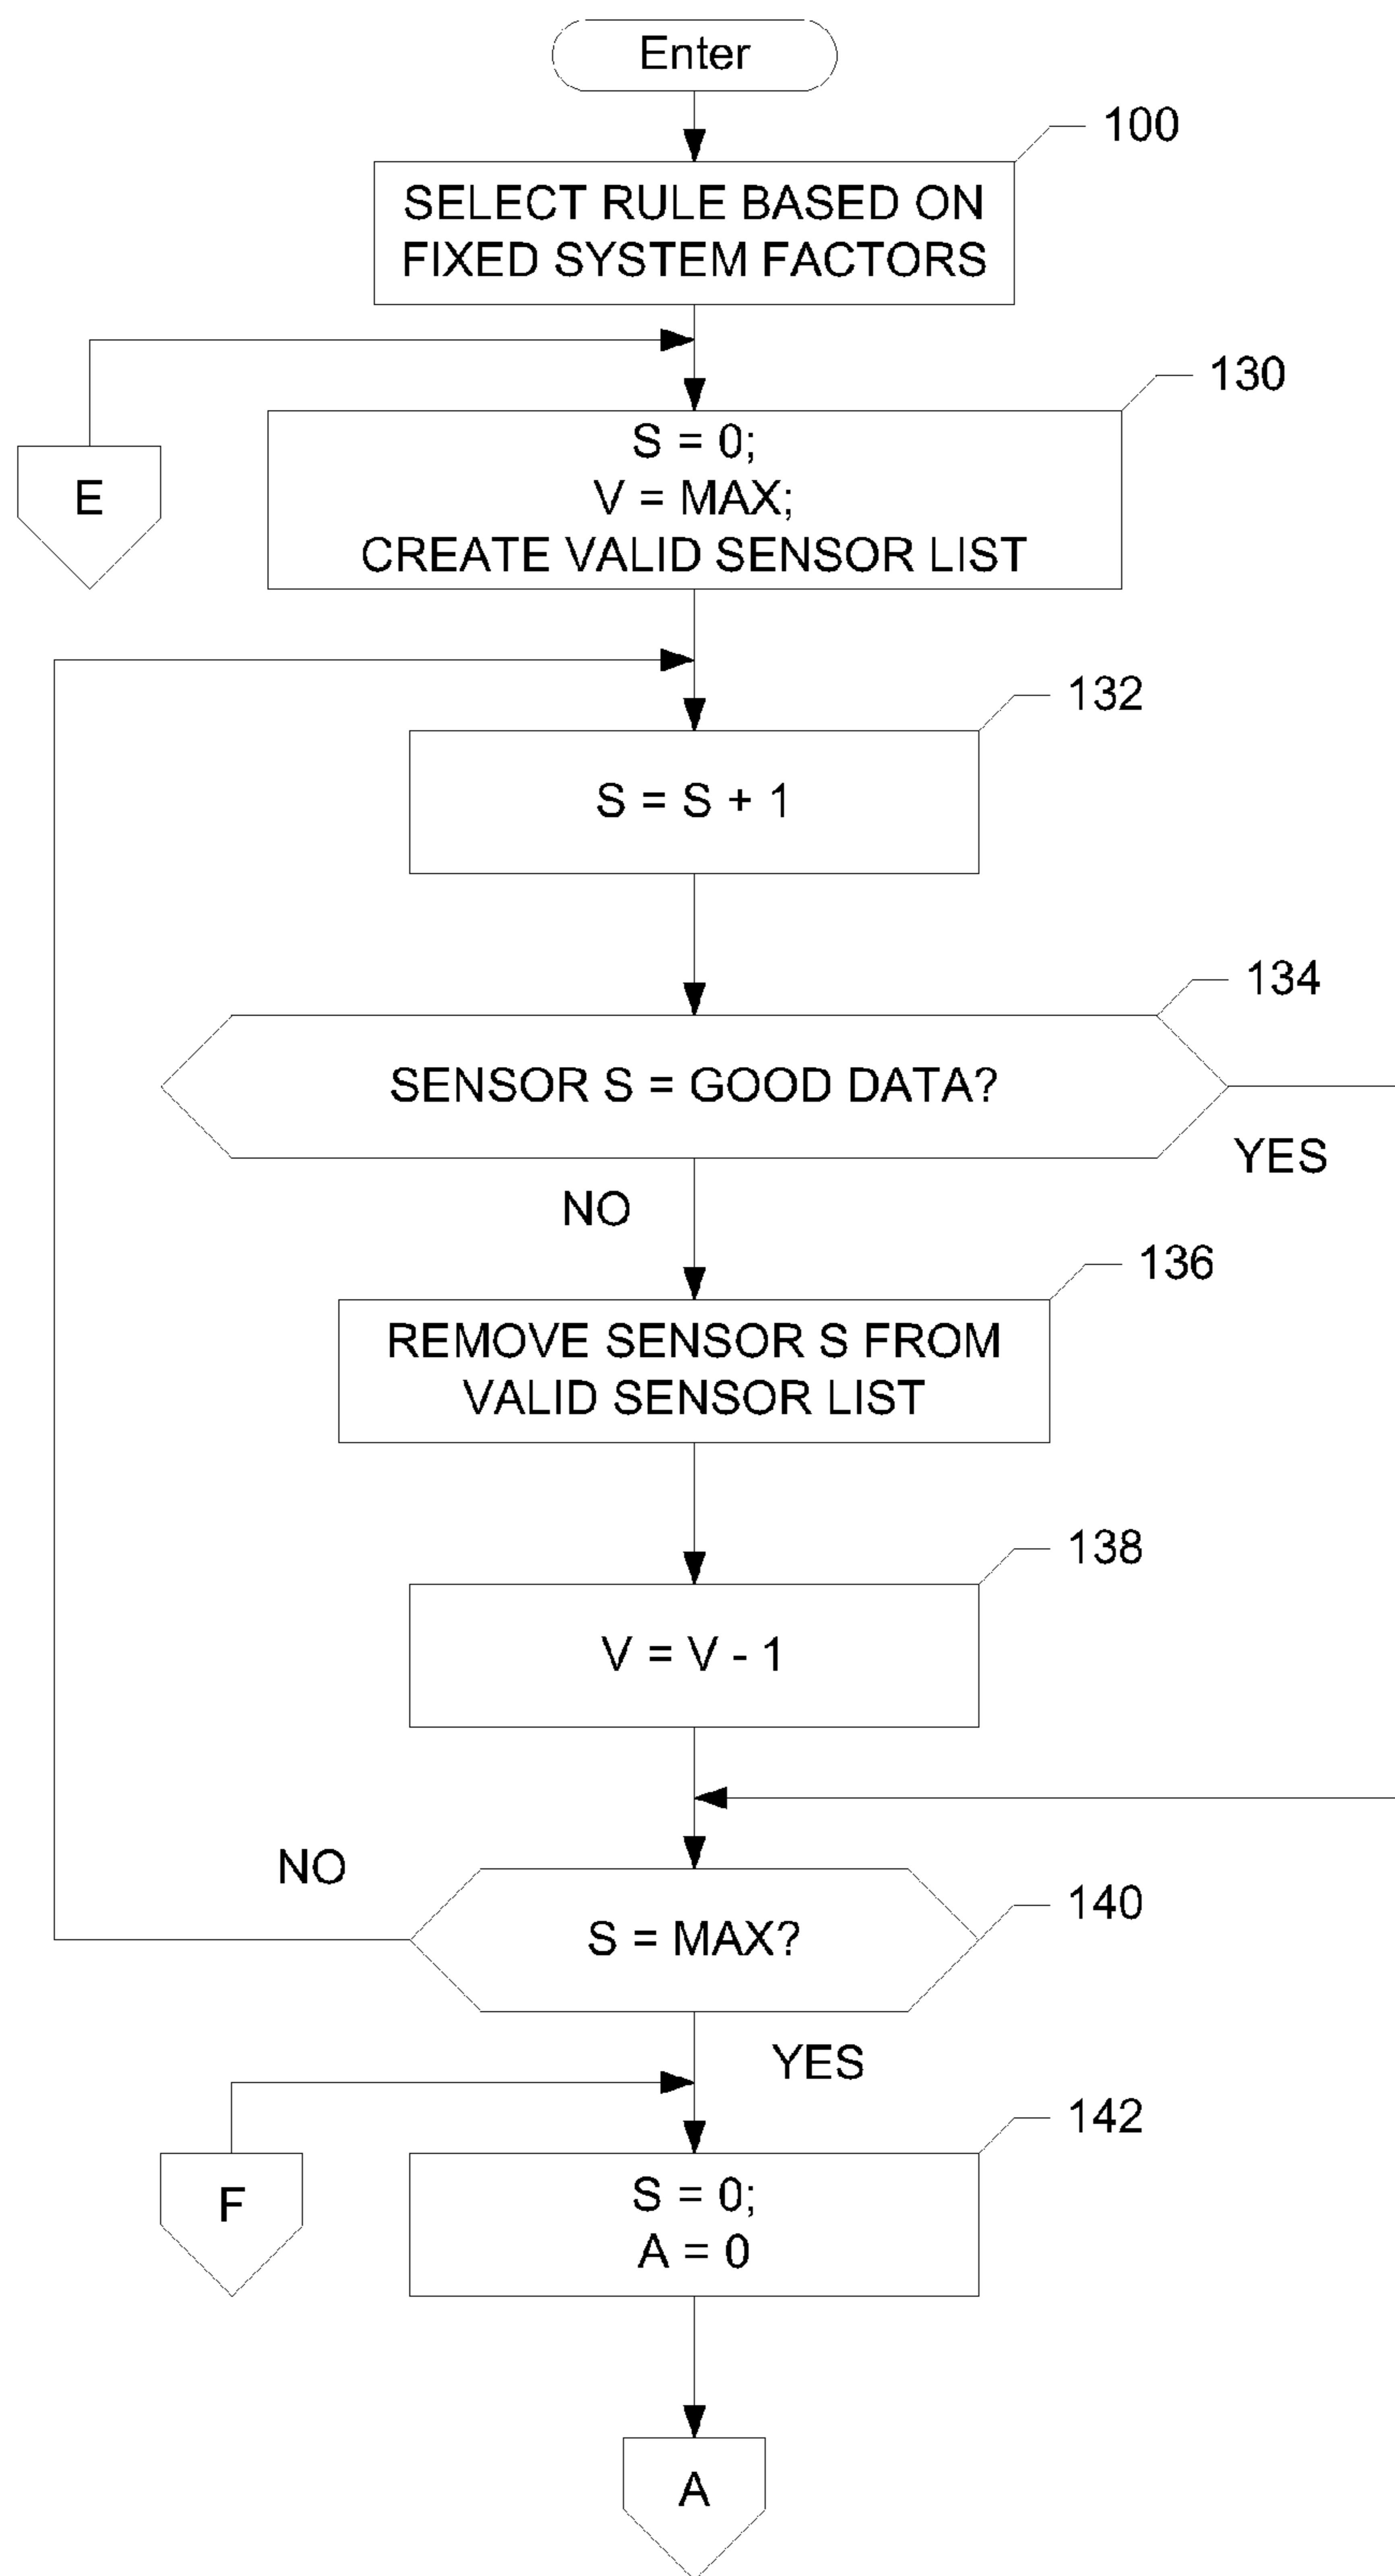 Enter
100
SELECT RULE BASED ON
FIXED SYSTEM FACTORS
130
S = 0;
V = MAX;
CREATE VALID SENSOR LIST
E
132
S = S + 1
134
SENSOR S = GOOD DATA?
YES
NO
136
REMOVE SENSOR S FROM
VALID SENSOR LIST
138
V = V - 1
NO
140
S = MAX?
YES
142
F
S = 0;
A = 0
A